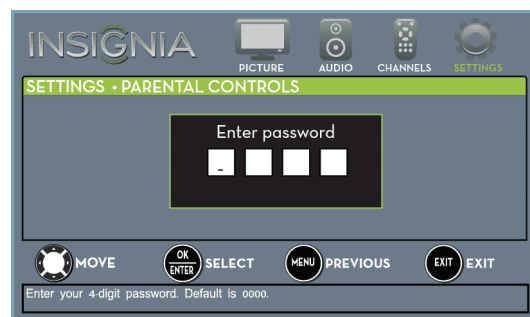 INSIGNIA
PICTURE AUDIO CHANNELS SETTINGS
SETTINGS • PARENTAL CONTROLS
Enter password
_
MOVE OK ENTER SELECT MENU PREVIOUS EXIT EXIT
Enter your 4-digit password. Default is 0000.